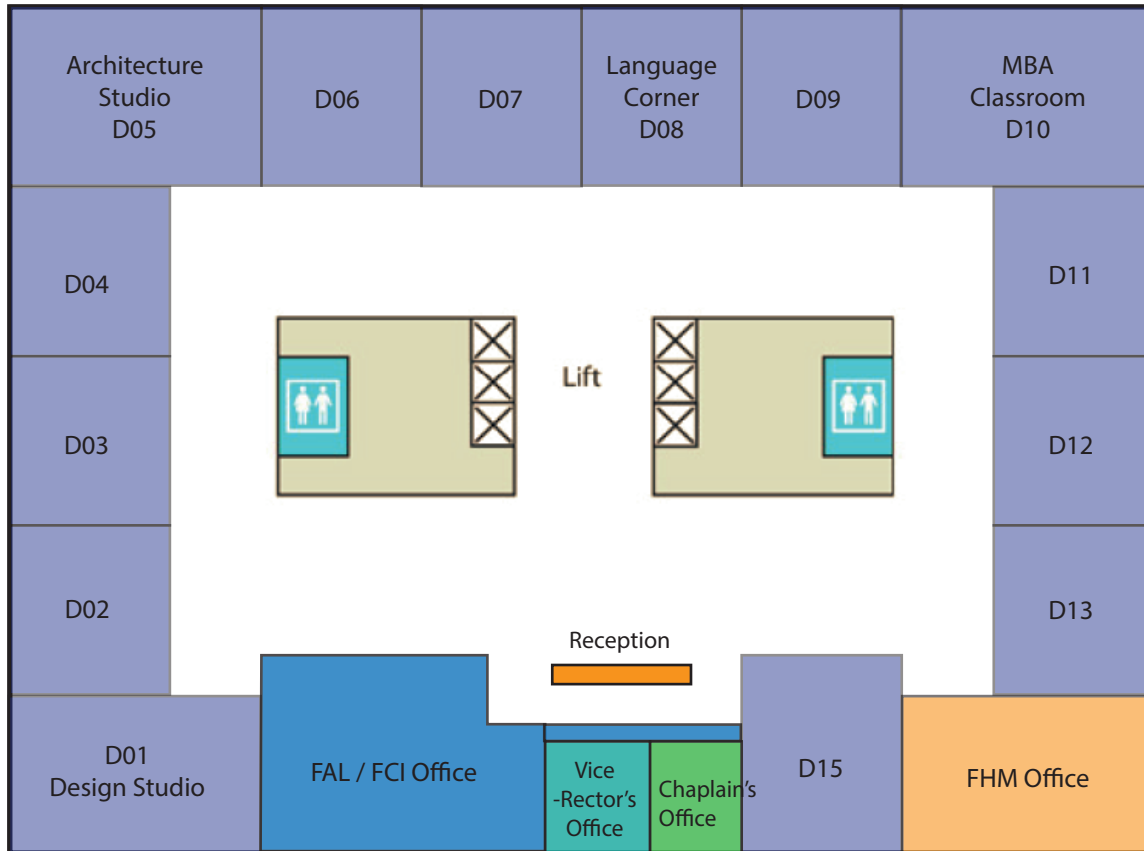 Architecture
Studio
D05
D06
D07
Language
Corner
D08
D09
MBA
Classroom
D10
D04
D11
Lift
D03
D12
D02
D13
Reception
D01
Design Studio
FAL / FCI Office
Vice
-Rector's
Office
Chaplain's
Office
D15
FHM Office